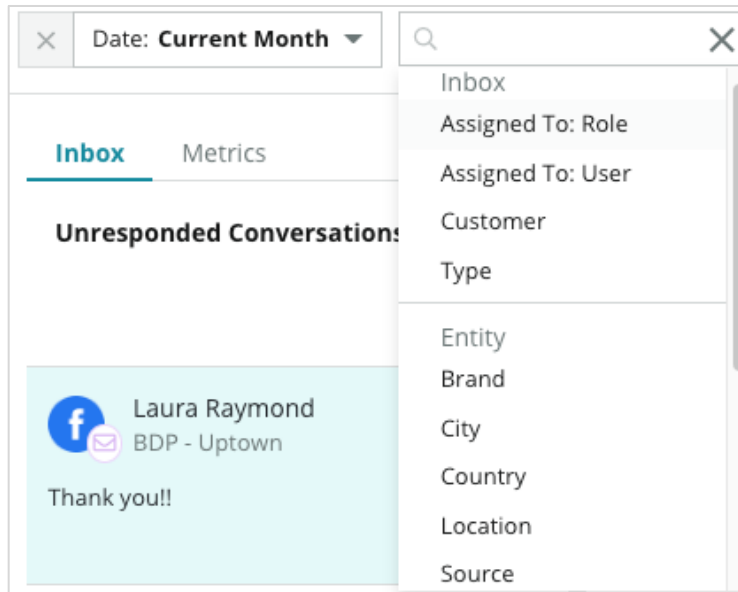 Date: Current Month
Inbox
Assigned To: Role
Assigned To: User
Customer
Type
Entity
Brand
City
Country
Location
Source
Inbox Metrics
Unresponded Conversations
Laura Raymond
BDP - Uptown
Thank you!!